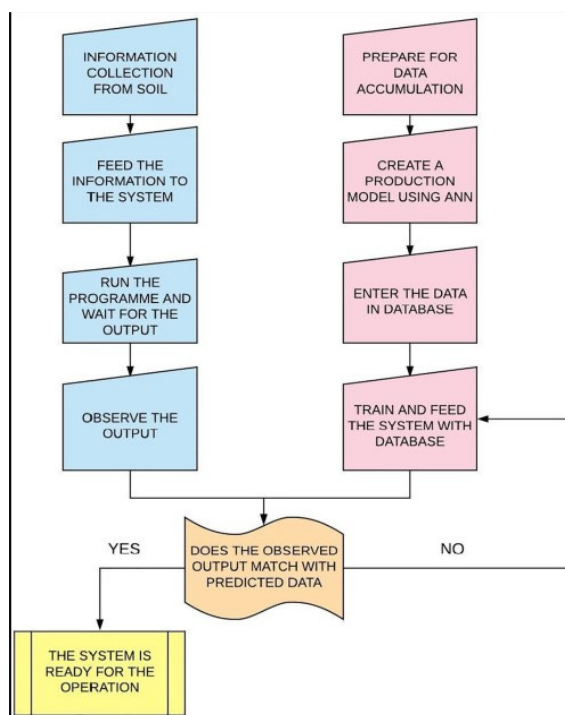 INFORMATION
COLLECTION
FROM SOIL
FEED THE
INFORMATION TO
THE SYSTEM
RUN THE
PROGRAMME AND
WAIT FOR THE
OUTPUT
OBSERVE THE
OUTPUT
PREPARE FOR
DATA
ACCUMULATION
CREATE A
PRODUCTION
MODEL USING ANN
ENTER THE DATA
IN DATABASE
TRAIN AND FEED
THE SYSTEM WITH
DATABASE
DOES THE OBSERVED
OUTPUT MATCH WITH
PREDICTED DATA
YES
NO
THE SYSTEM IS
READY FOR THE
OPERATION